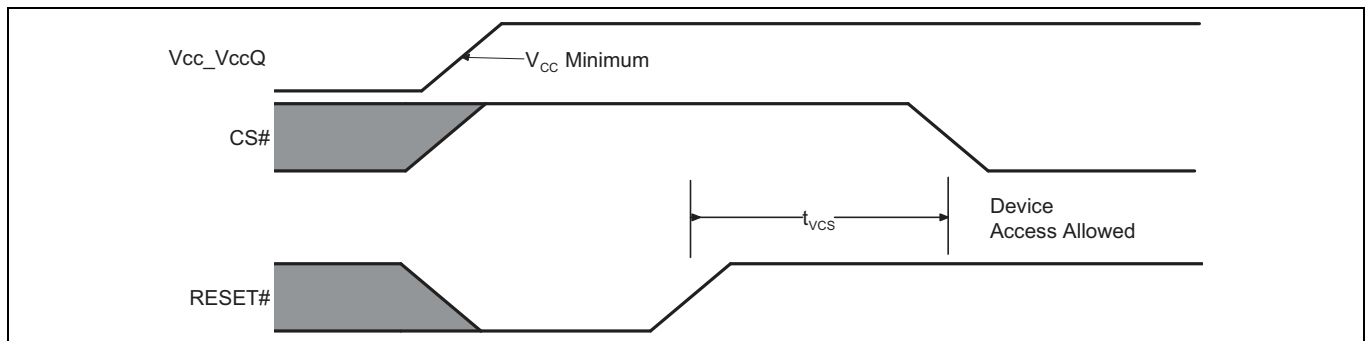 Vcc_VccQ
VCC Minimum
CS#
tVCS
Device
Access Allowed
RESET#